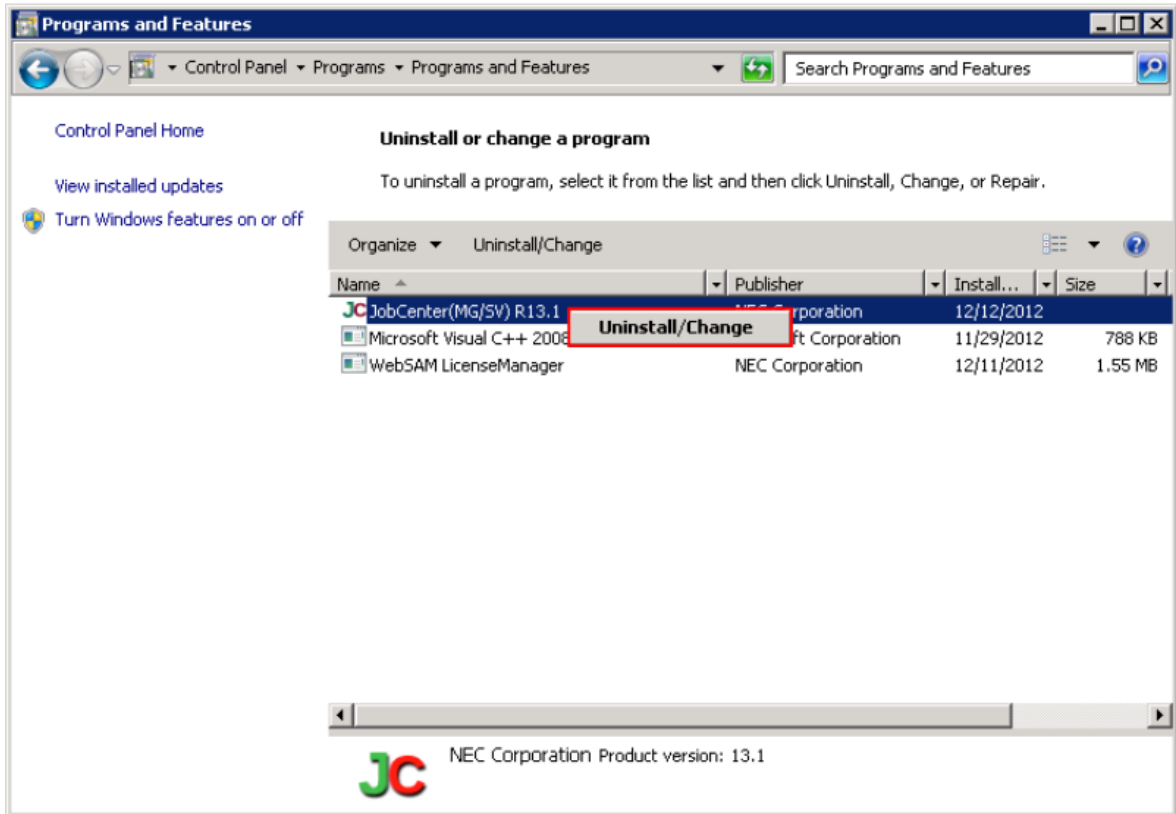 Programs and Features
Control Panel Programs Programs and Features Search Programs and Features
Control Panel Home
View installed updates
Turn Windows features on or off
Uninstall or change a program
To uninstall a program, select it from the list and then click Uninstall, Change, or Repair.
Organize Uninstall/Change
Name Publisher Install... Size
JobCenter(MG/SV) R13.1 rporation 12/12/2012
Uninstall/Change
Microsoft Visual C++ 2008 ft Corporation 11/29/2012 788 KB
WebSAM LicenseManager NEC Corporation 12/11/2012 1.55 MB
JC NEC Corporation Product version: 13.1